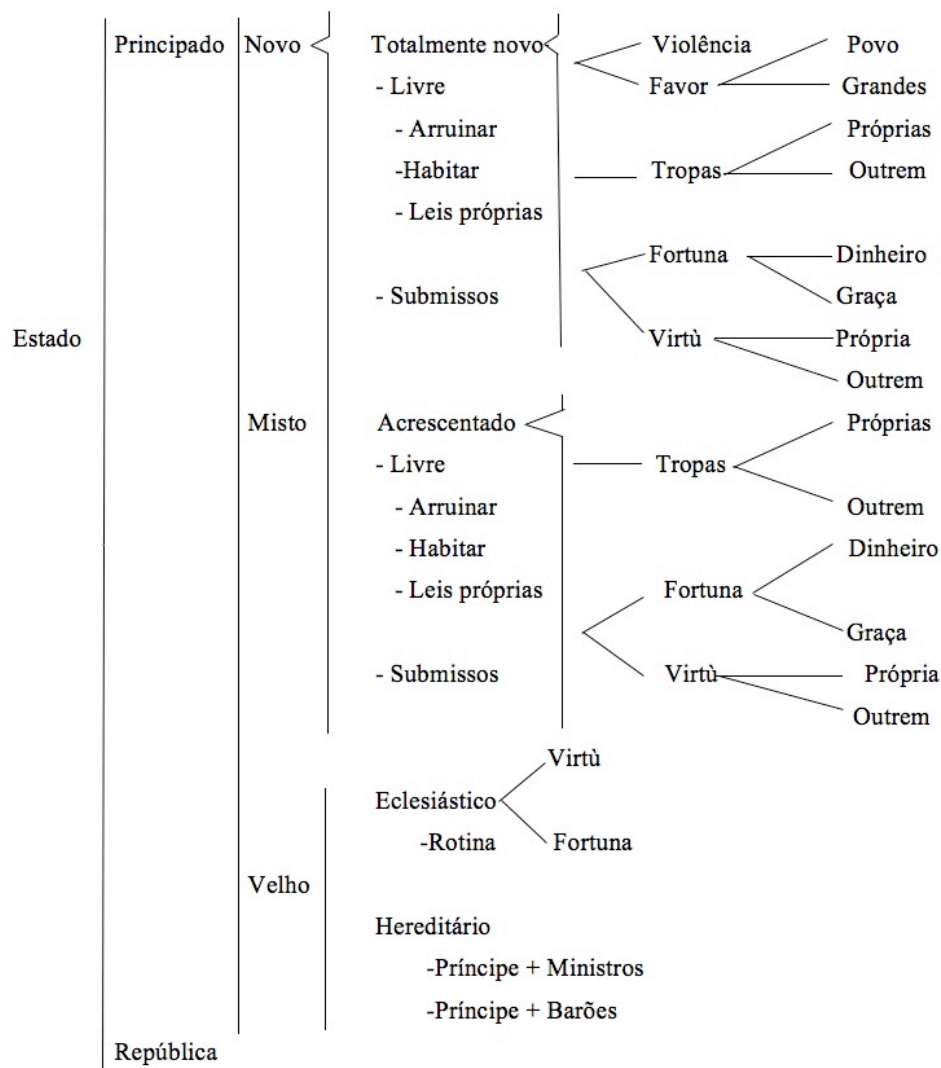 Principado Novo Totalmente novo Violência Povo
- Livre Favor Grandes
- Arruinar Próprias
-Habitar Tropas Outrem
- Leis próprias
Fortuna Dinheiro
- Submissos Graça
Estado Virtù Própria
Outrem
Misto Acrescentado Próprias
- Livre Tropas
- Arruinar Outrem
- Habitar Dinheiro
- Leis próprias Fortuna
Graça
- Submissos Virtù Própria
Outrem
Virtù
Eclesiástico
-Rotina Fortuna
Velho
Hereditário
-Príncipe + Ministros
-Príncipe + Barões
República